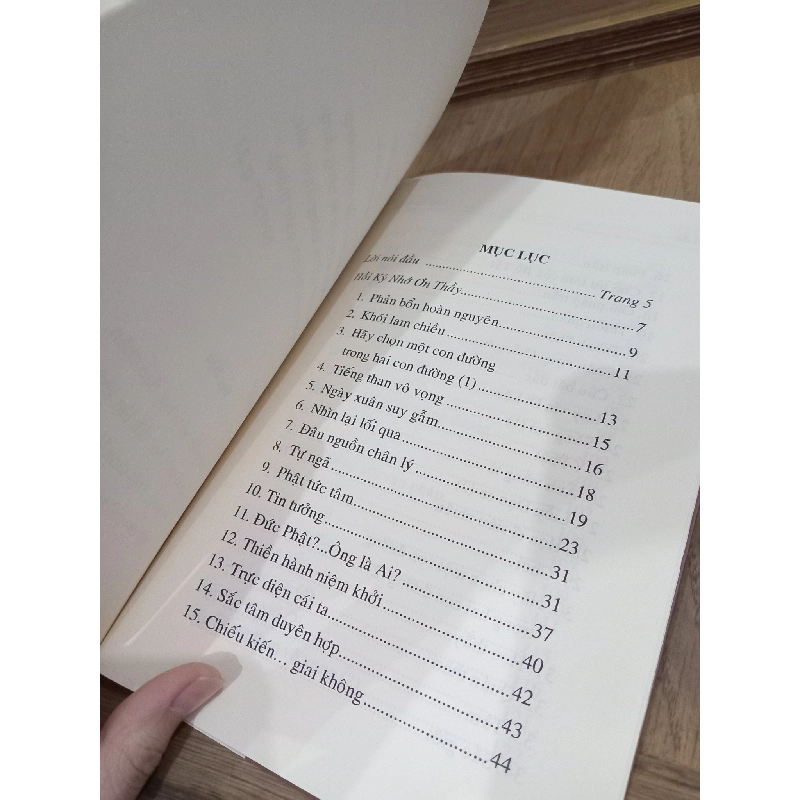 MỤC LỤC
Lời nói đầu .................................................. Trang 5
Hồi Ký Nhớ Ơn Thầy..........................................7
1. Phản bổn hoàn nguyên..............................9
2. Khói lam chiều..........................................11
3. Hãy chọn một con đường
trong hai con đường (1)..............................13
4. Tiếng than vô vọng..................................15
5. Ngày xuân suy gẫm..................................16
6. Nhìn lại lối qua........................................18
7. Đâu nguồn chân lý...................................19
8. Tự ngã......................................................23
9. Phật tức tâm............................................31
10. Tin tưởng................................................31
11. Đức Phật?...Ông là Ai?..........................37
12. Thiền hành niệm khởi............................40
13. Trực diện cái ta.......................................42
14. Sắc tâm duyên hợp.................................43
15. Chiếu kiến... giai không.........................44